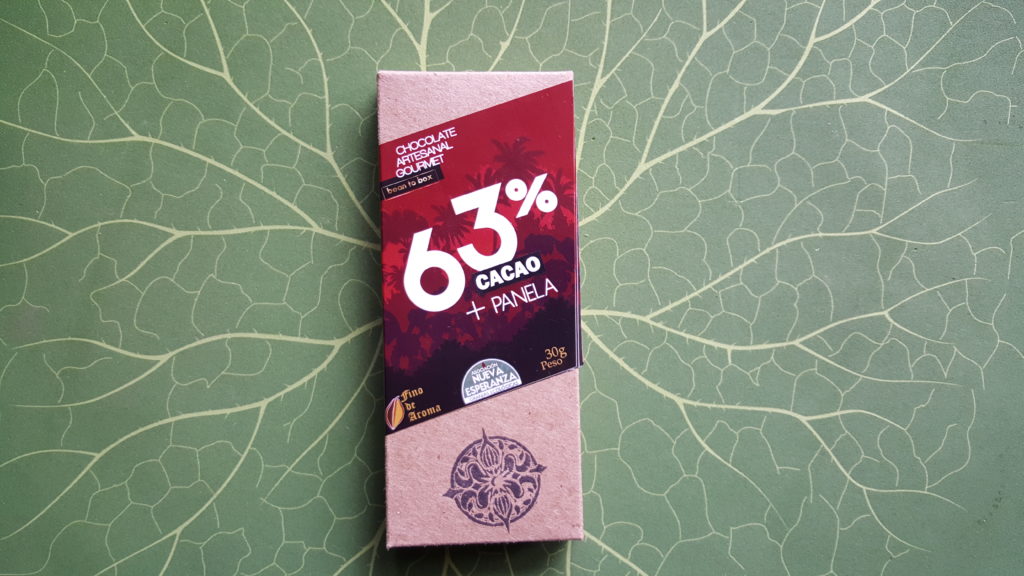 CHOCOLATE
ARTESANAL
GOURMET
bean to box
63%
CACAO
+ PANELA
NUEVA
ESPERANZA
30g
Peso
Fino
de
Aroma